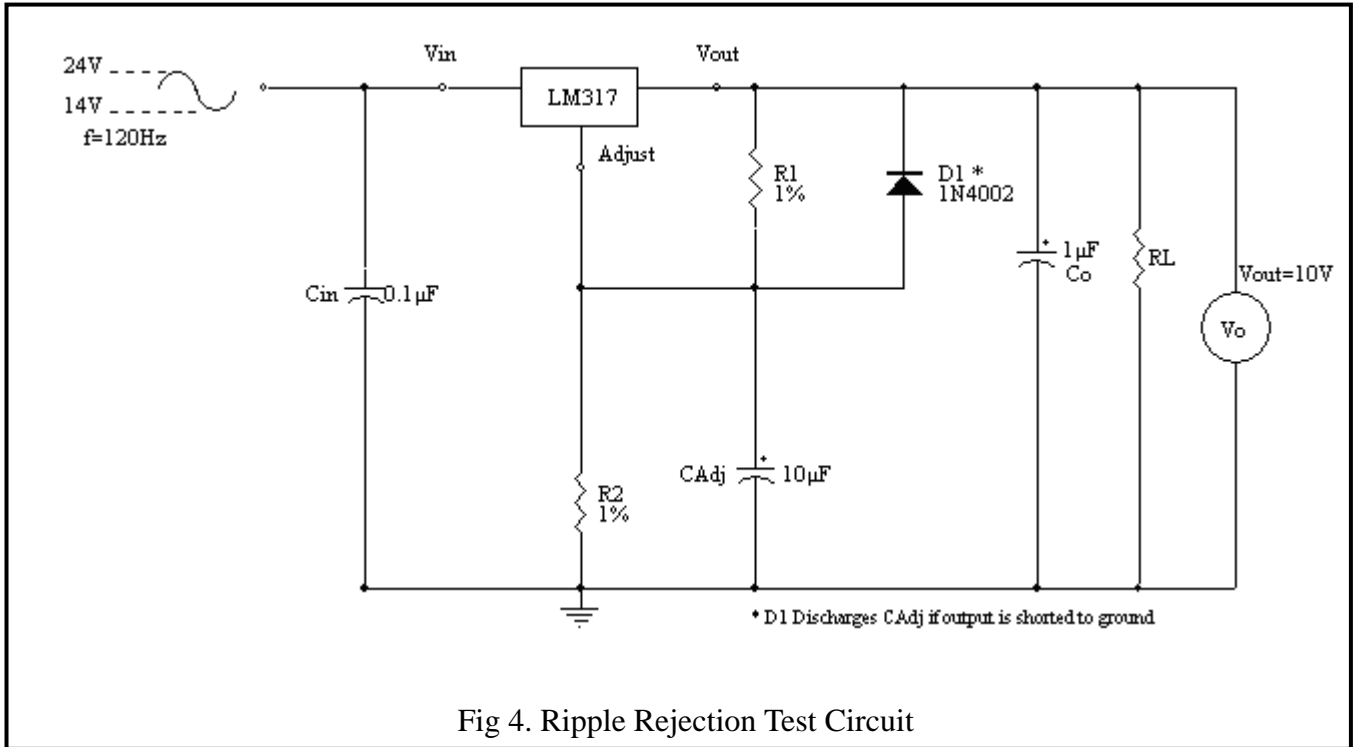 Vin
Vout
24V
14V
f=120Hz
LM317
Adjust
R1
1%
D1 *
1N4002
Cin
0.1µF
1µF
Co
RL
Vout=10V
Vo
R2
1%
CAdj
10µF
* D1 Discharges CAdj if output is shorted to ground
Fig 4. Ripple Rejection Test Circuit